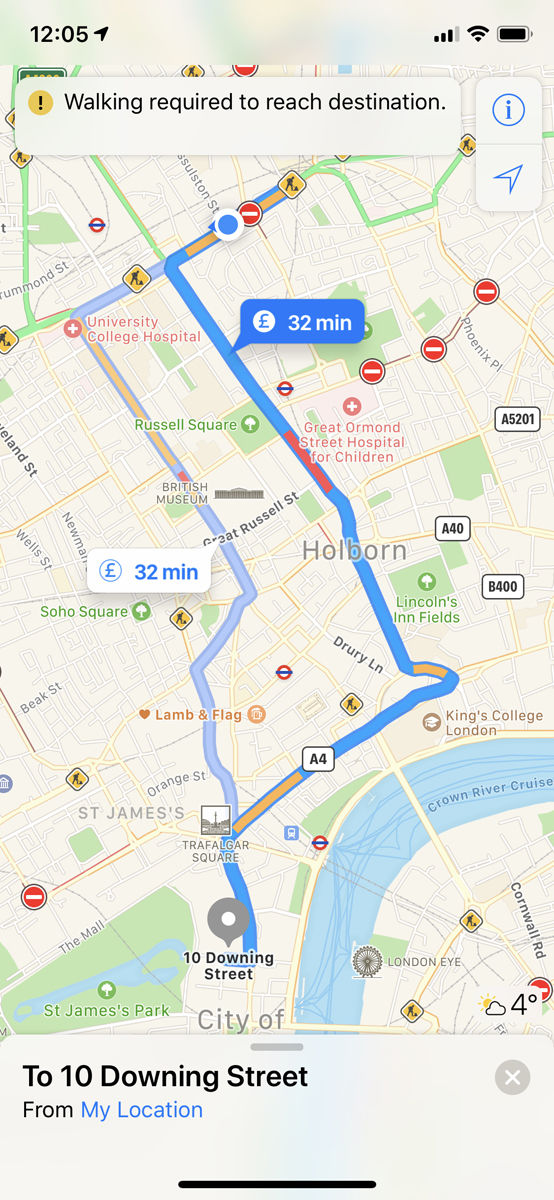 12:05
Walking required to reach destination.
University
College Hospital
£ 32 min
Phoenix Pl
A5201
Russell Square
Great Ormond
Street Hospital
for Children
BRITISH
MUSEUM
Great Russell St
A40
Holborn
£ 32 min
B400
Wells St
Soho Square
Lincoln's
Inn Fields
Drury Ln
Beak St
Lamb & Flag
King's College
London
A4
Orange St
Crown River Cruise
ST JAMES'S
TRAFALGAR
SQUARE
Cornwall Rd
The Mall
10 Downing
Street
LONDON EYE
St James's Park
4°
City of
To 10 Downing Street
From My Location